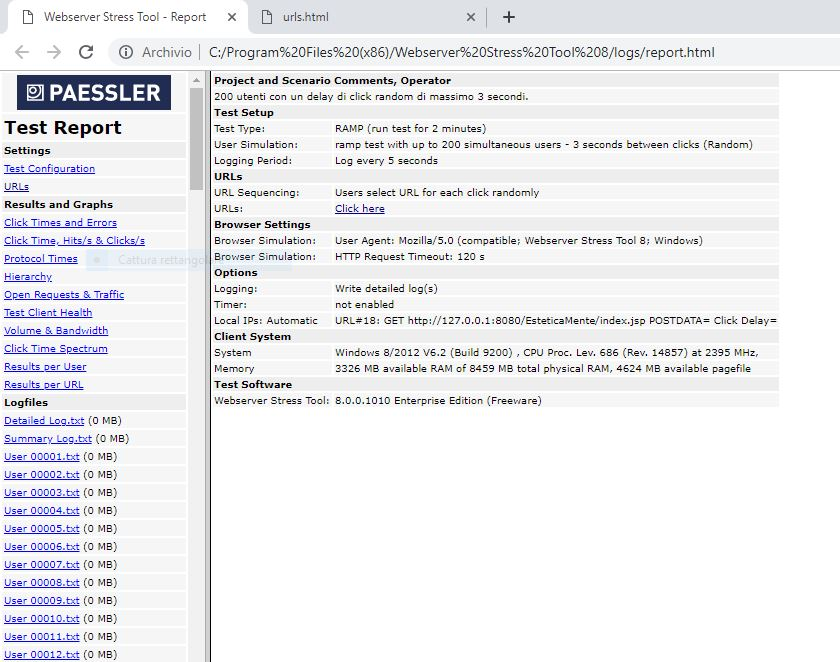 Webserver Stress Tool - Report
urls.html
Archivio
C:/Program%20Files%20(x86)/Webserver%20Stress%20Tool%208/logs/report.html
PAESSLER
Test Report
Settings
Test Configuration
URLs
Results and Graphs
Click Times and Errors
Click Time, Hits/s & Clicks/s
Protocol Times
Cattura rettangol
Hierarchy
Open Requests & Traffic
Test Client Health
Volume & Bandwidth
Click Time Spectrum
Results per User
Results per URL
Logfiles
Detailed Log.txt (0 MB)
Summary Log.txt (0 MB)
User 00001.txt (0 MB)
User 00002.txt (0 MB)
User 00003.txt (0 MB)
User 00004.txt (0 MB)
User 00005.txt (0 MB)
User 00006.txt (0 MB)
User 00007.txt (0 MB)
User 00008.txt (0 MB)
User 00009.txt (0 MB)
User 00010.txt (0 MB)
User 00011.txt (0 MB)
User 00012.txt (0 MB)
Project and Scenario Comments, Operator
200 utenti con un delay di click random di massimo 3 secondi.
Test Setup
Test Type: RAMP (run test for 2 minutes)
User Simulation: ramp test with up to 200 simultaneous users - 3 seconds between clicks (Random)
Logging Period: Log every 5 seconds
URLs
URL Sequencing: Users select URL for each click randomly
URLs: Click here
Browser Settings
Browser Simulation: User Agent: Mozilla/5.0 (compatible; Webserver Stress Tool 8; Windows)
Browser Simulation: HTTP Request Timeout: 120 s
Options
Logging: Write detailed log(s)
Timer: not enabled
Local IPs: Automatic URL#18: GET http://127.0.0.1:8080/EsteticaMente/index.jsp POSTDATA= Click Delay=
Client System
System Windows 8/2012 V6.2 (Build 9200) , CPU Proc. Lev. 686 (Rev. 14857) at 2395 MHz,
Memory 3326 MB available RAM of 8459 MB total physical RAM, 4624 MB available pagefile
Test Software
Webserver Stress Tool: 8.0.0.1010 Enterprise Edition (Freeware)